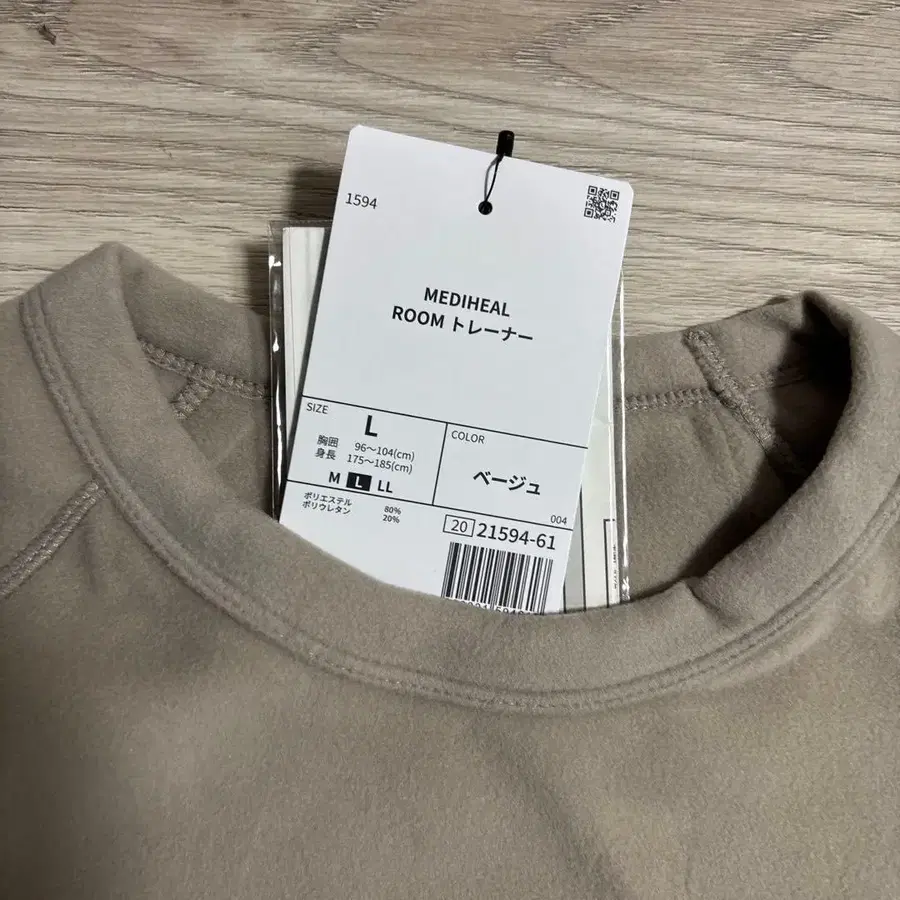 1594
MEDIHEAL
ROOM トレーナー
SIZE
L
胸囲 96～104(cm)
身長 175～185(cm)
M L LL
ポリエステル 80%
ポリウレタン 20%
COLOR
ベージュ
004
20 21594-61